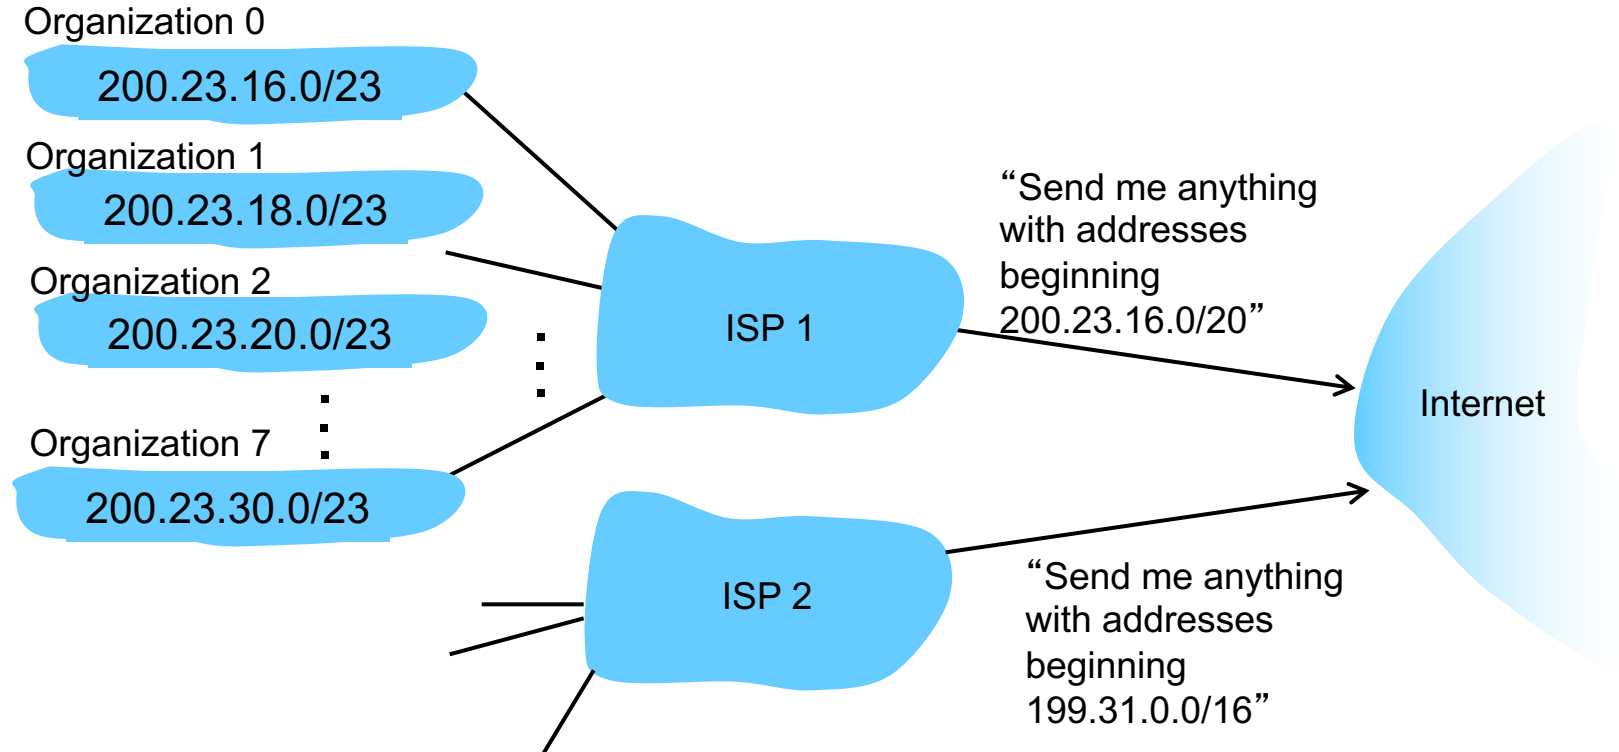 Organization 0
200.23.16.0/23
Organization 1
200.23.18.0/23
Organization 2
200.23.20.0/23
Organization 7
200.23.30.0/23
ISP 1
“Send me anything
with addresses
beginning
200.23.16.0/20”
Internet
ISP 2
“Send me anything
with addresses
beginning
199.31.0.0/16”